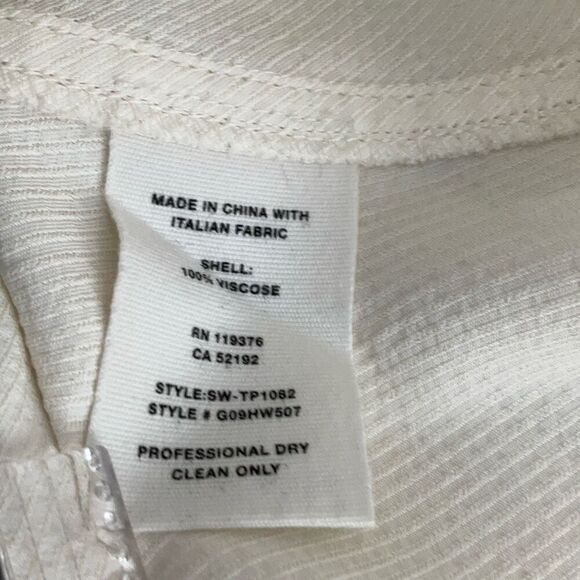 MADE IN CHINA WITH
ITALIAN FABRIC
SHELL:
100% VISCOSE
RN 119376
CA 52192
STYLE:SW-TP1082
STYLE # G09HW507
PROFESSIONAL DRY
CLEAN ONLY